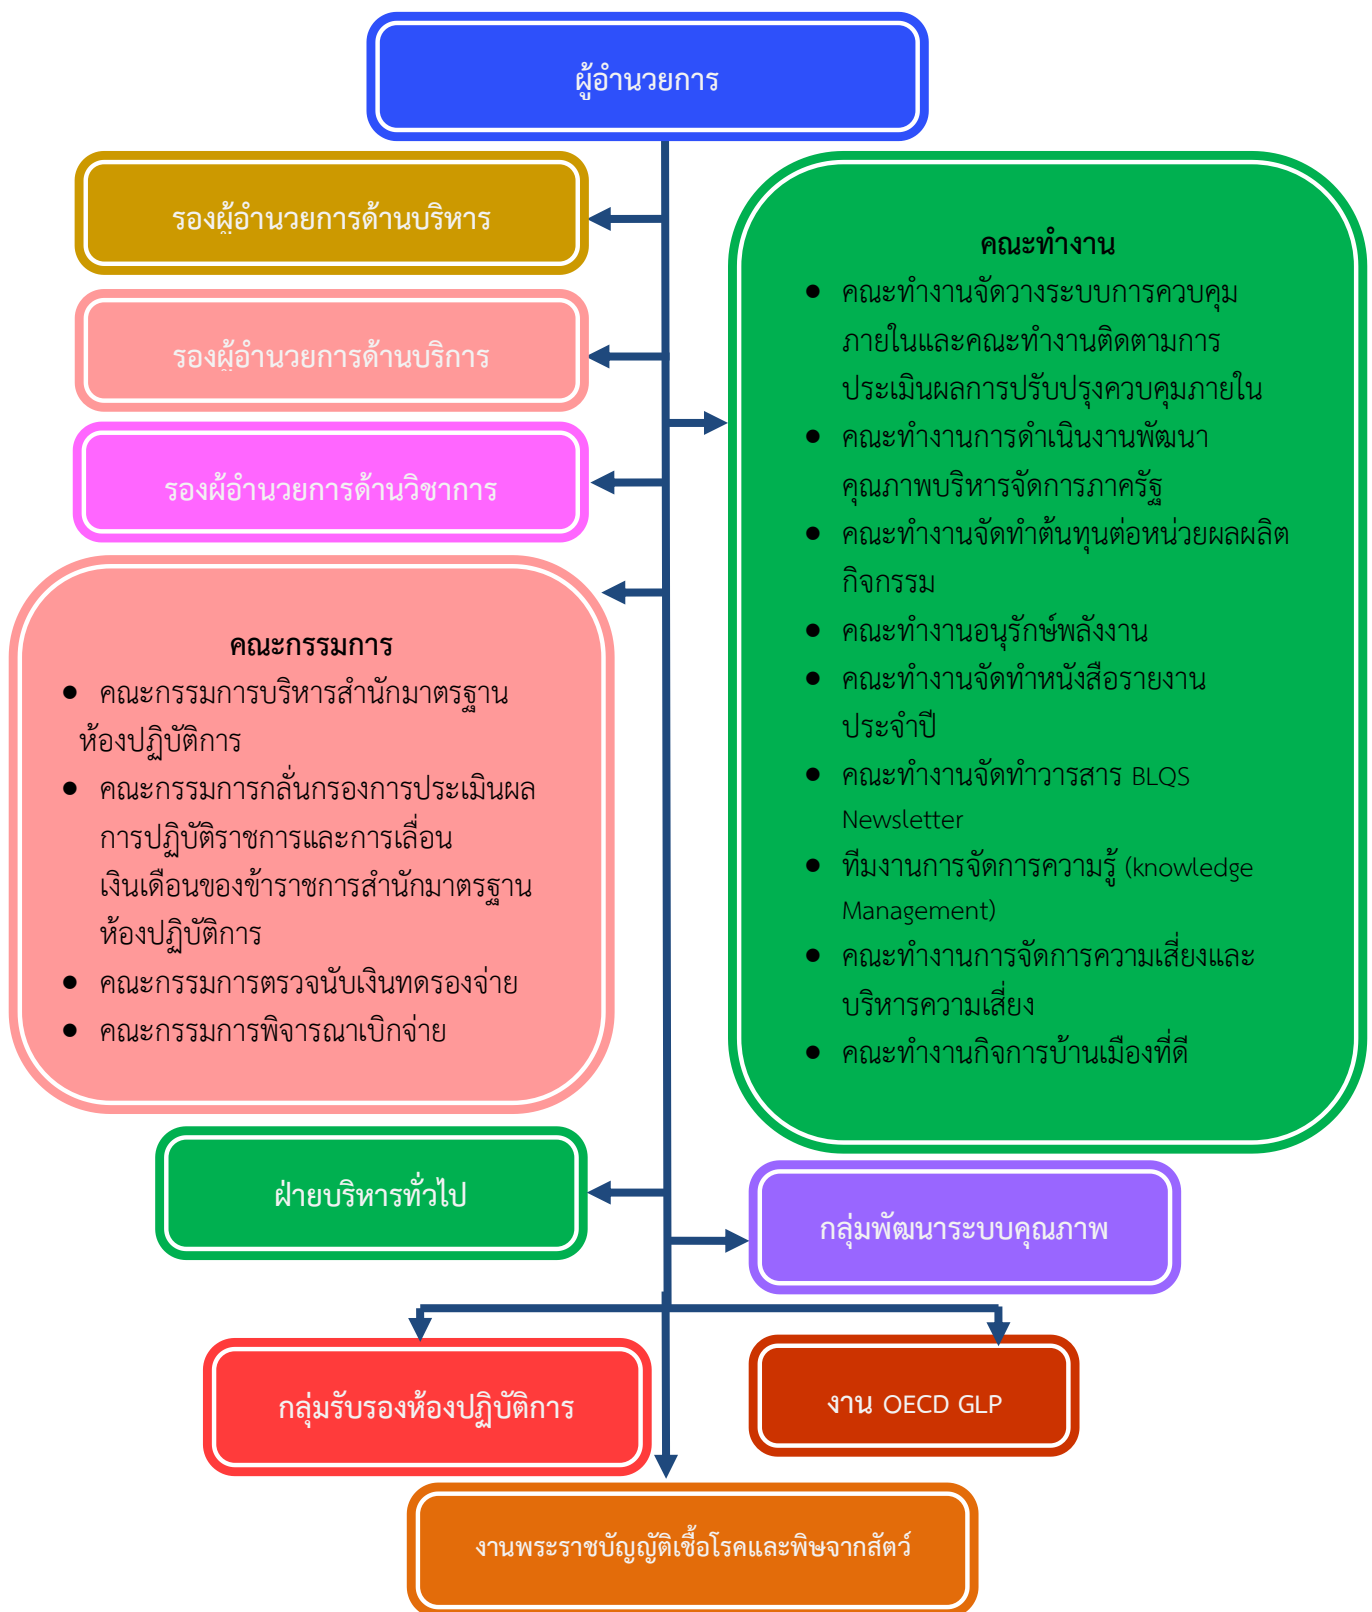 ผู้อำนวยการ
รองผู้อำนวยการด้านบริหาร
รองผู้อำนวยการด้านบริการ
รองผู้อำนวยการด้านวิชาการ
คณะกรรมการ
● คณะกรรมการบริหารสำนักมาตรฐาน
ห้องปฏิบัติการ
● คณะกรรมการกลั่นกรองการประเมินผล
การปฏิบัติราชการและการเลื่อน
เงินเดือนของข้าราชการสำนักมาตรฐาน
ห้องปฏิบัติการ
● คณะกรรมการตรวจนับเงินทดรองจ่าย
● คณะกรรมการพิจารณาเบิกจ่าย
คณะทำงาน
● คณะทำงานจัดวางระบบการควบคุม
ภายในและคณะทำงานติดตามการ
ประเมินผลการปรับปรุงควบคุมภายใน
● คณะทำงานการดำเนินงานพัฒนา
คุณภาพบริหารจัดการภาครัฐ
● คณะทำงานจัดทำต้นทุนต่อหน่วยผลผลิต
กิจกรรม
● คณะทำงานอนุรักษ์พลังงาน
● คณะทำงานจัดทำหนังสือรายงาน
ประจำปี
● คณะทำงานจัดทำวารสาร BLQS
Newsletter
● ทีมงานการจัดการความรู้ (knowledge
Management)
● คณะทำงานการจัดการความเสี่ยงและ
บริหารความเสี่ยง
● คณะทำงานกิจการบ้านเมืองที่ดี
ฝ่ายบริหารทั่วไป
กลุ่มพัฒนาระบบคุณภาพ
กลุ่มรับรองห้องปฏิบัติการ
งาน OECD GLP
งานพระราชบัญญัติเชื้อโรคและพิษจากสัตว์